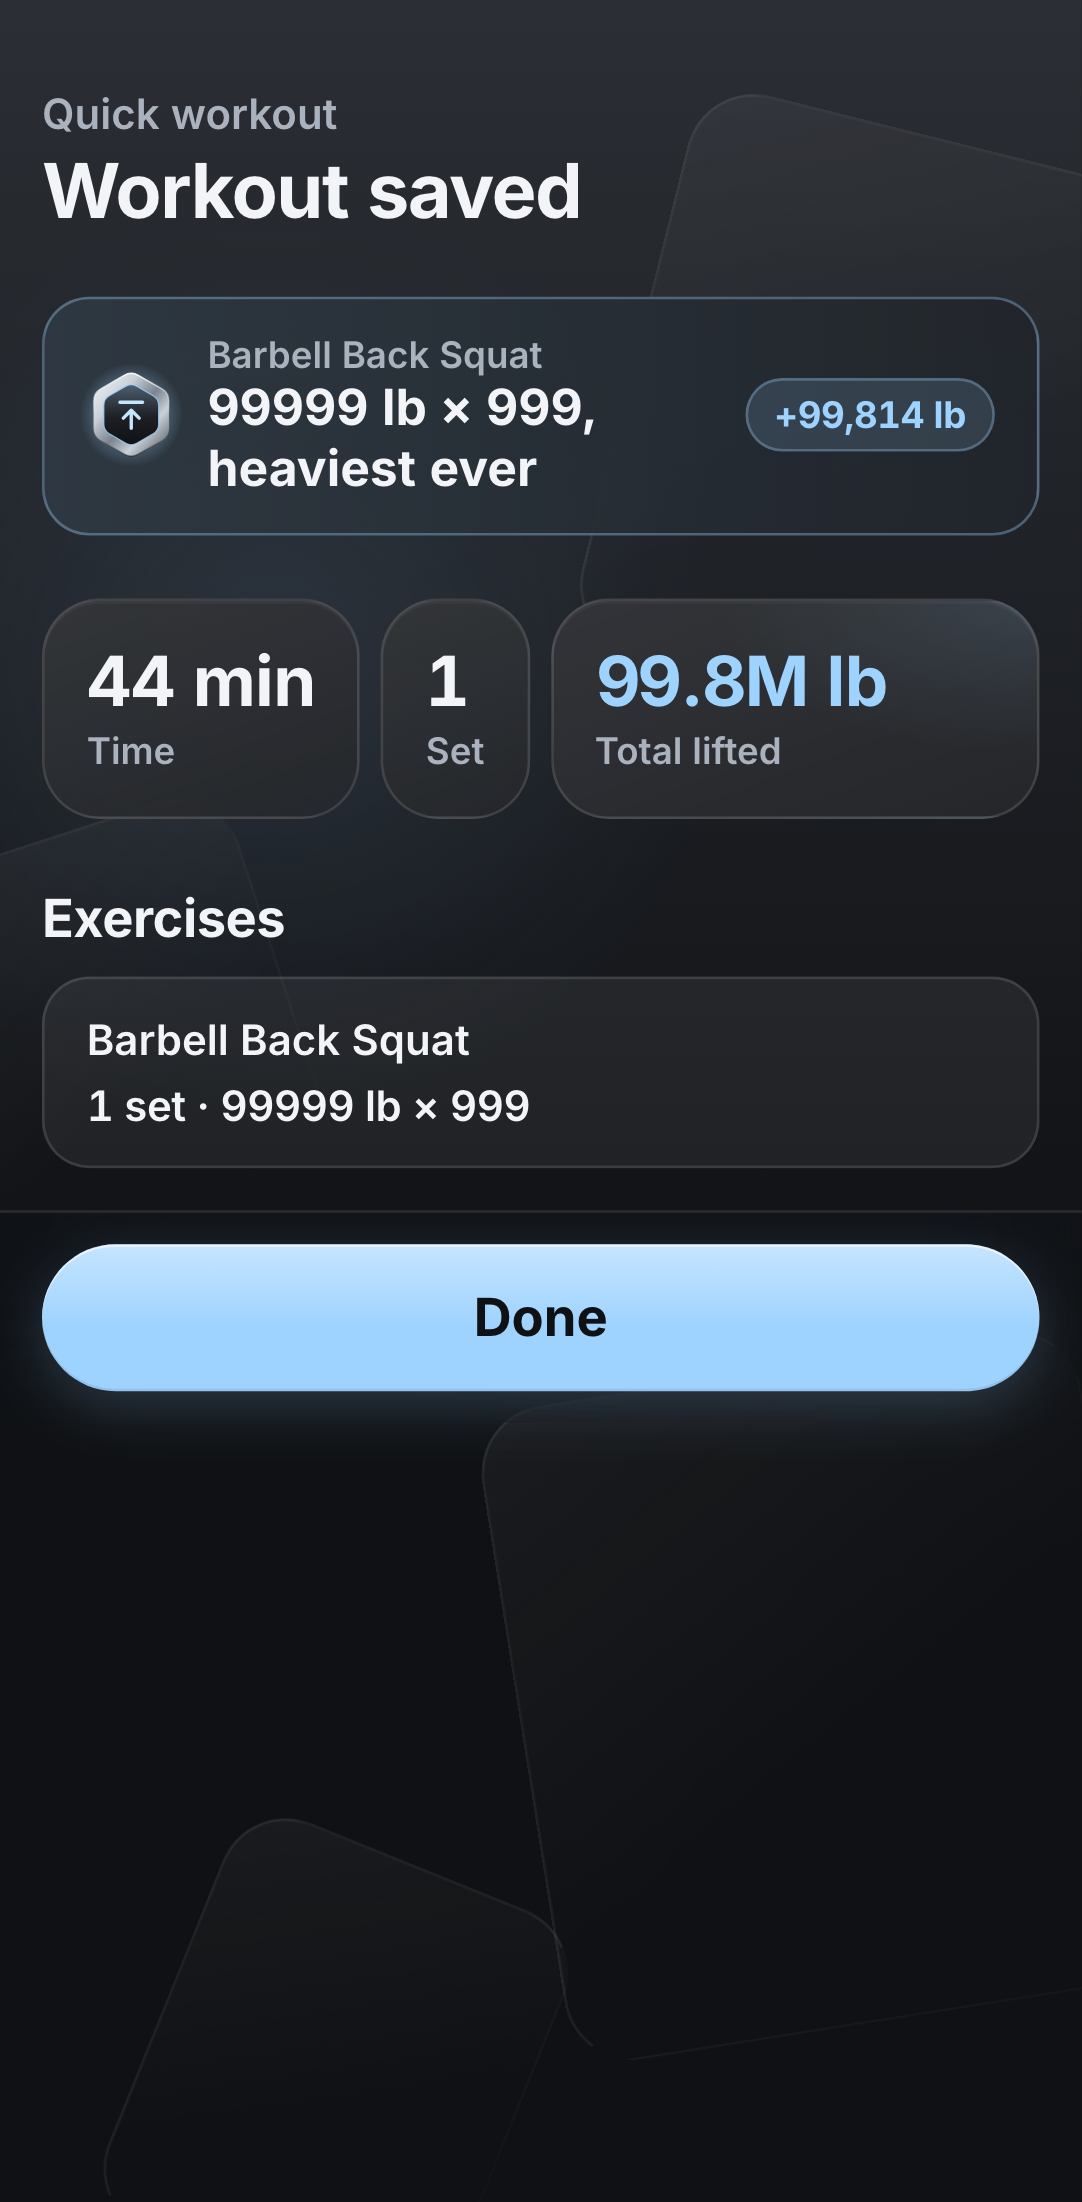 Quick workout
Workout saved
Barbell Back Squat
99999 lb × 999,
heaviest ever
+99,814 lb
44 min
Time
1
Set
99.8M lb
Total lifted
Exercises
Barbell Back Squat
1 set · 99999 lb × 999
Done